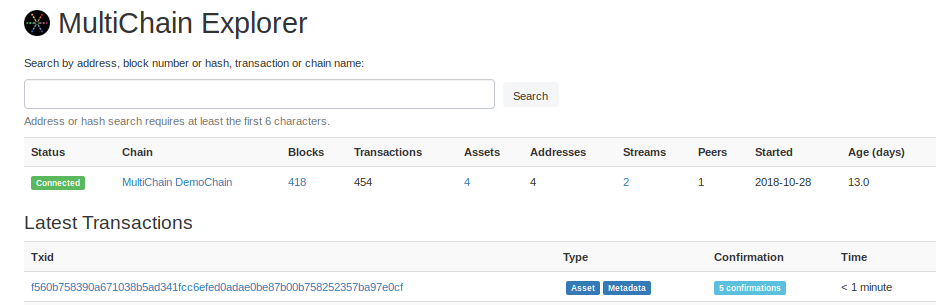 MultiChain Explorer
Search by address, block number or hash, transaction or chain name:
Search
Address or hash search requires at least the first 6 characters.
Status Chain Blocks Transactions Assets Addresses Streams Peers Started Age (days)
Connected MultiChain DemoChain 418 454 4 4 2 1 2018-10-28 13.0
Latest Transactions
Txid Type Confirmation Time
f560b758390a671038b5ad341fcc6efed0adae0be87b00b758252357ba97e0cf Asset Metadata 5 confirmations < 1 minute